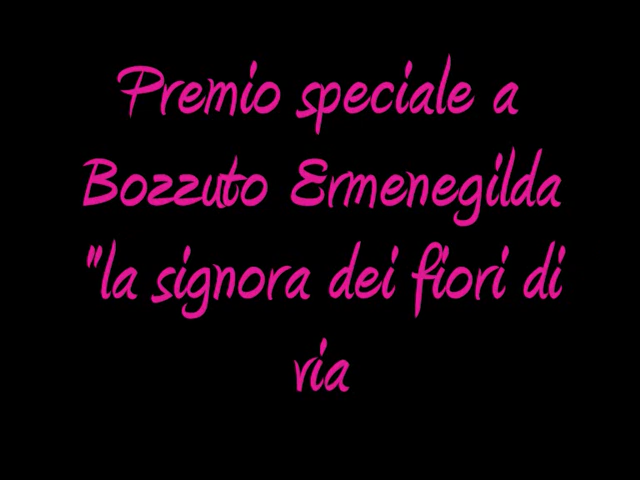 Premio speciale a
Bozzuto Ermenegilda
"la signora dei fiori di
via